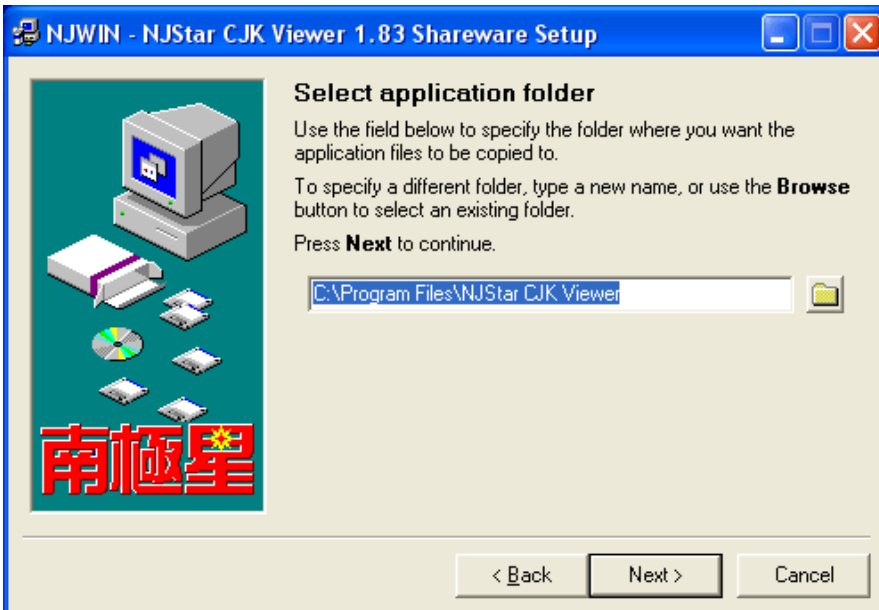 NJWIN - NJStar CJK Viewer 1.83 Shareware Setup
Select application folder
Use the field below to specify the folder where you want the
application files to be copied to.
To specify a different folder, type a new name, or use the Browse
button to select an existing folder.
Press Next to continue.
C:\Program Files\NJStar CJK Viewer
南極星
< Back
Next >
Cancel